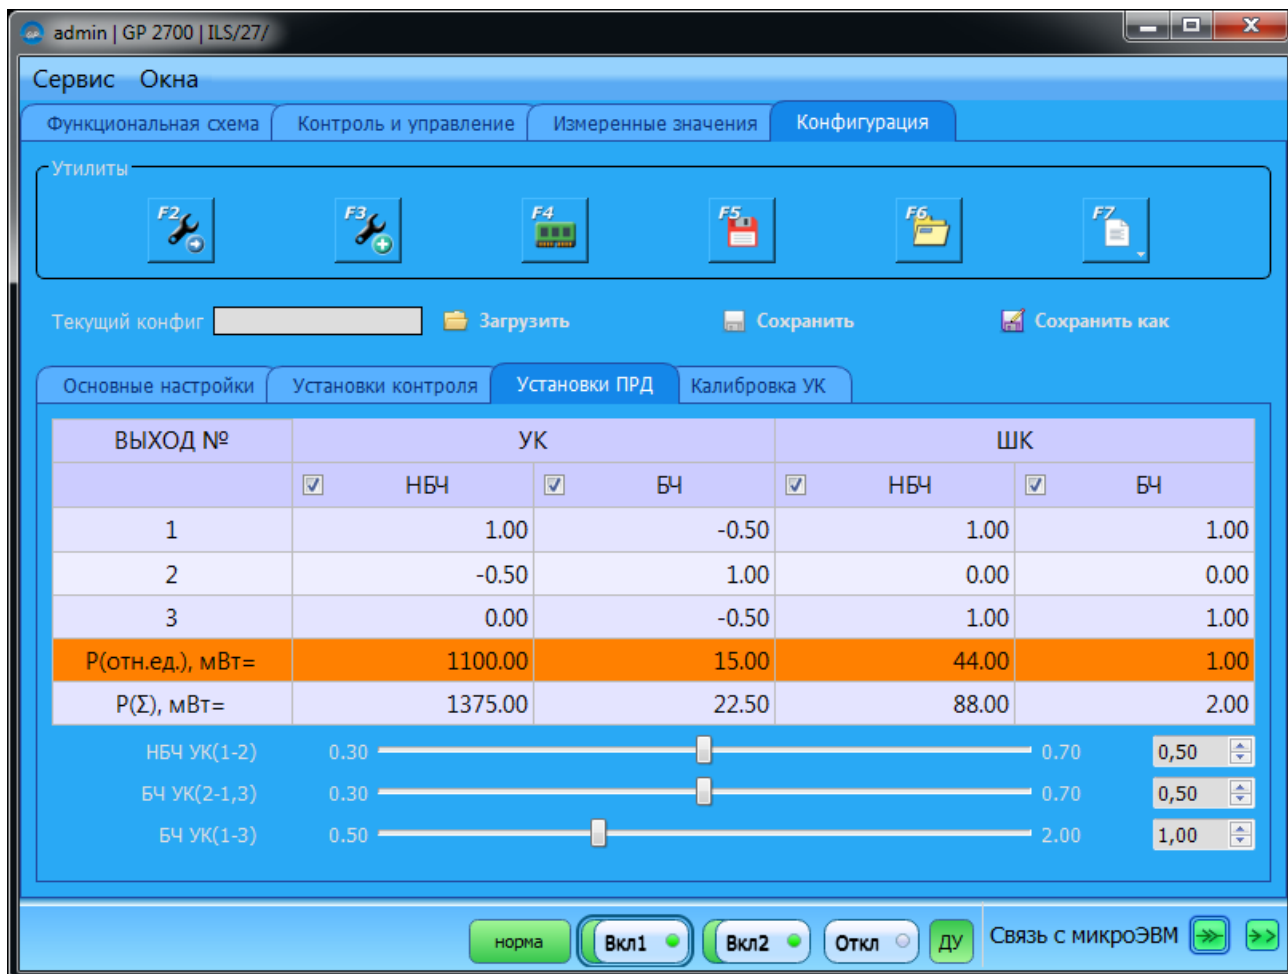 admin | GP 2700 | ILS/27/
Сервис Окна
Функциональная схема Контроль и управление Измеренные значения Конфигурация
Утилиты
F2 F3 F4 F5 F6 F7
Текущий конфиг Загрузить Сохранить Сохранить как
Основные настройки Установки контроля Установки ПРД Калибровка УК
ВЫХОД № УК ШК
НБЧ БЧ НБЧ БЧ
1 1.00 -0.50 1.00 1.00
2 -0.50 1.00 0.00 0.00
3 0.00 -0.50 1.00 1.00
Р(отн.ед.), мВт= 1100.00 15.00 44.00 1.00
Р(Σ), мВт= 1375.00 22.50 88.00 2.00
НБЧ УК(1-2) 0.30 0.70 0,50
БЧ УК(2-1,3) 0.30 0.70 0,50
БЧ УК(1-3) 0.50 2.00 1,00
норма Вкл1 Вкл2 Откл ДУ Связь с микроЭВМ